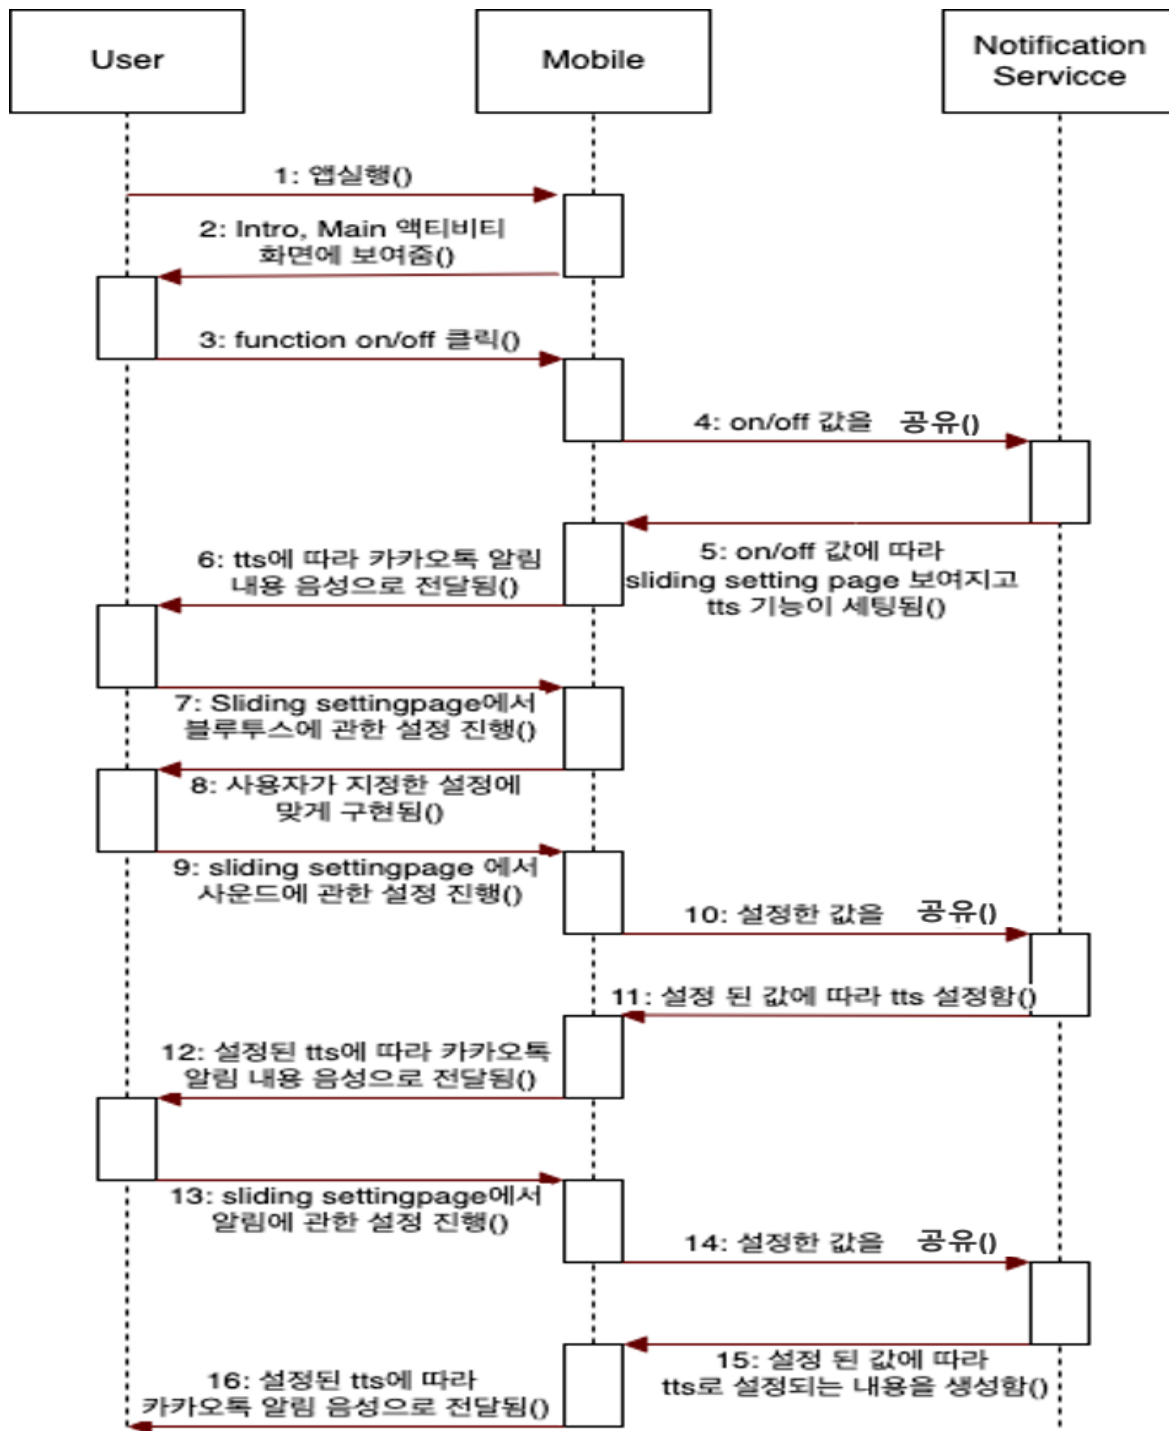 User
Mobile
Notification
Servicce
1: 앱실행()
2: Intro, Main 액티비티
화면에 보여줌()
3: function on/off 클릭()
4: on/off 값을 공유()
5: on/off 값에 따라
sliding setting page 보여지고
tts 기능이 세팅됨()
6: tts에 따라 카카오톡 알림
내용 음성으로 전달됨()
7: Sliding settingpage에서
블루투스에 관한 설정 진행()
8: 사용자가 지정한 설정에
맞게 구현됨()
9: sliding settingpage 에서
사운드에 관한 설정 진행()
10: 설정한 값을 공유()
11: 설정 된 값에 따라 tts 설정함()
12: 설정된 tts에 따라 카카오톡
알림 내용 음성으로 전달됨()
13: sliding settingpage에서
알림에 관한 설정 진행()
14: 설정한 값을 공유()
15: 설정 된 값에 따라
tts로 설정되는 내용을 생성함()
16: 설정된 tts에 따라
카카오톡 알림 음성으로 전달됨()